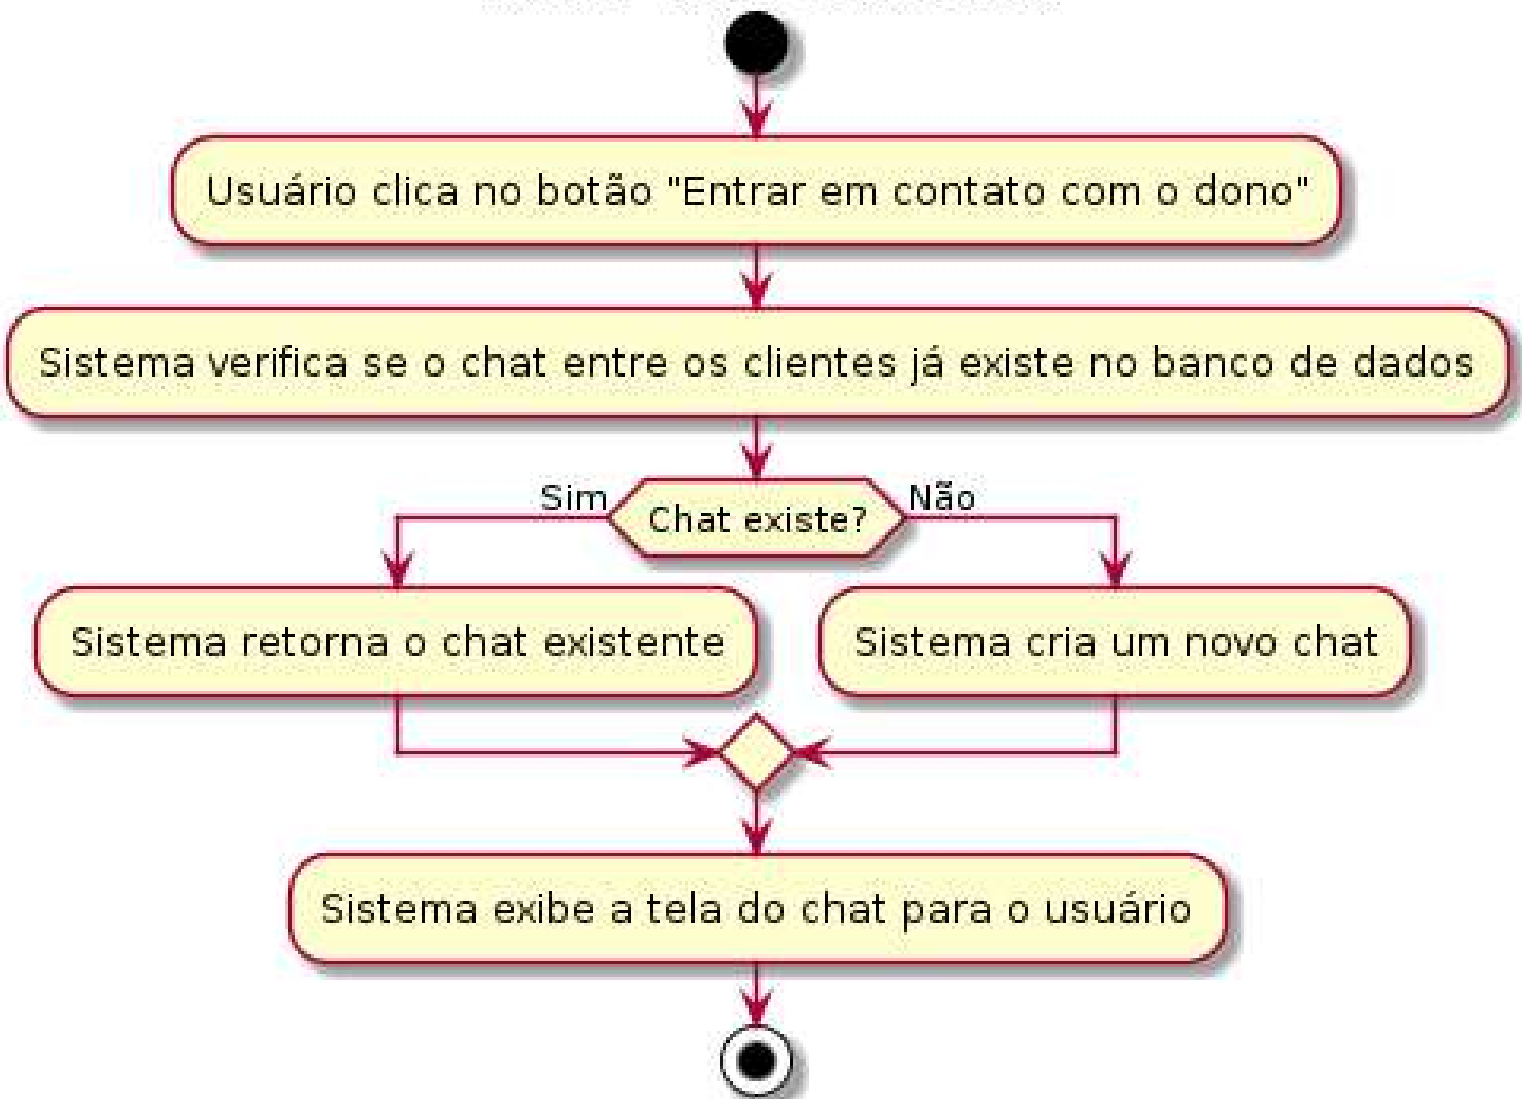 Usuário clica no botão "Entrar em contato com o dono"
Sistema verifica se o chat entre os clientes já existe no banco de dados
Sim
Chat existe?
Não
Sistema retorna o chat existente
Sistema cria um novo chat
Sistema exibe a tela do chat para o usuário